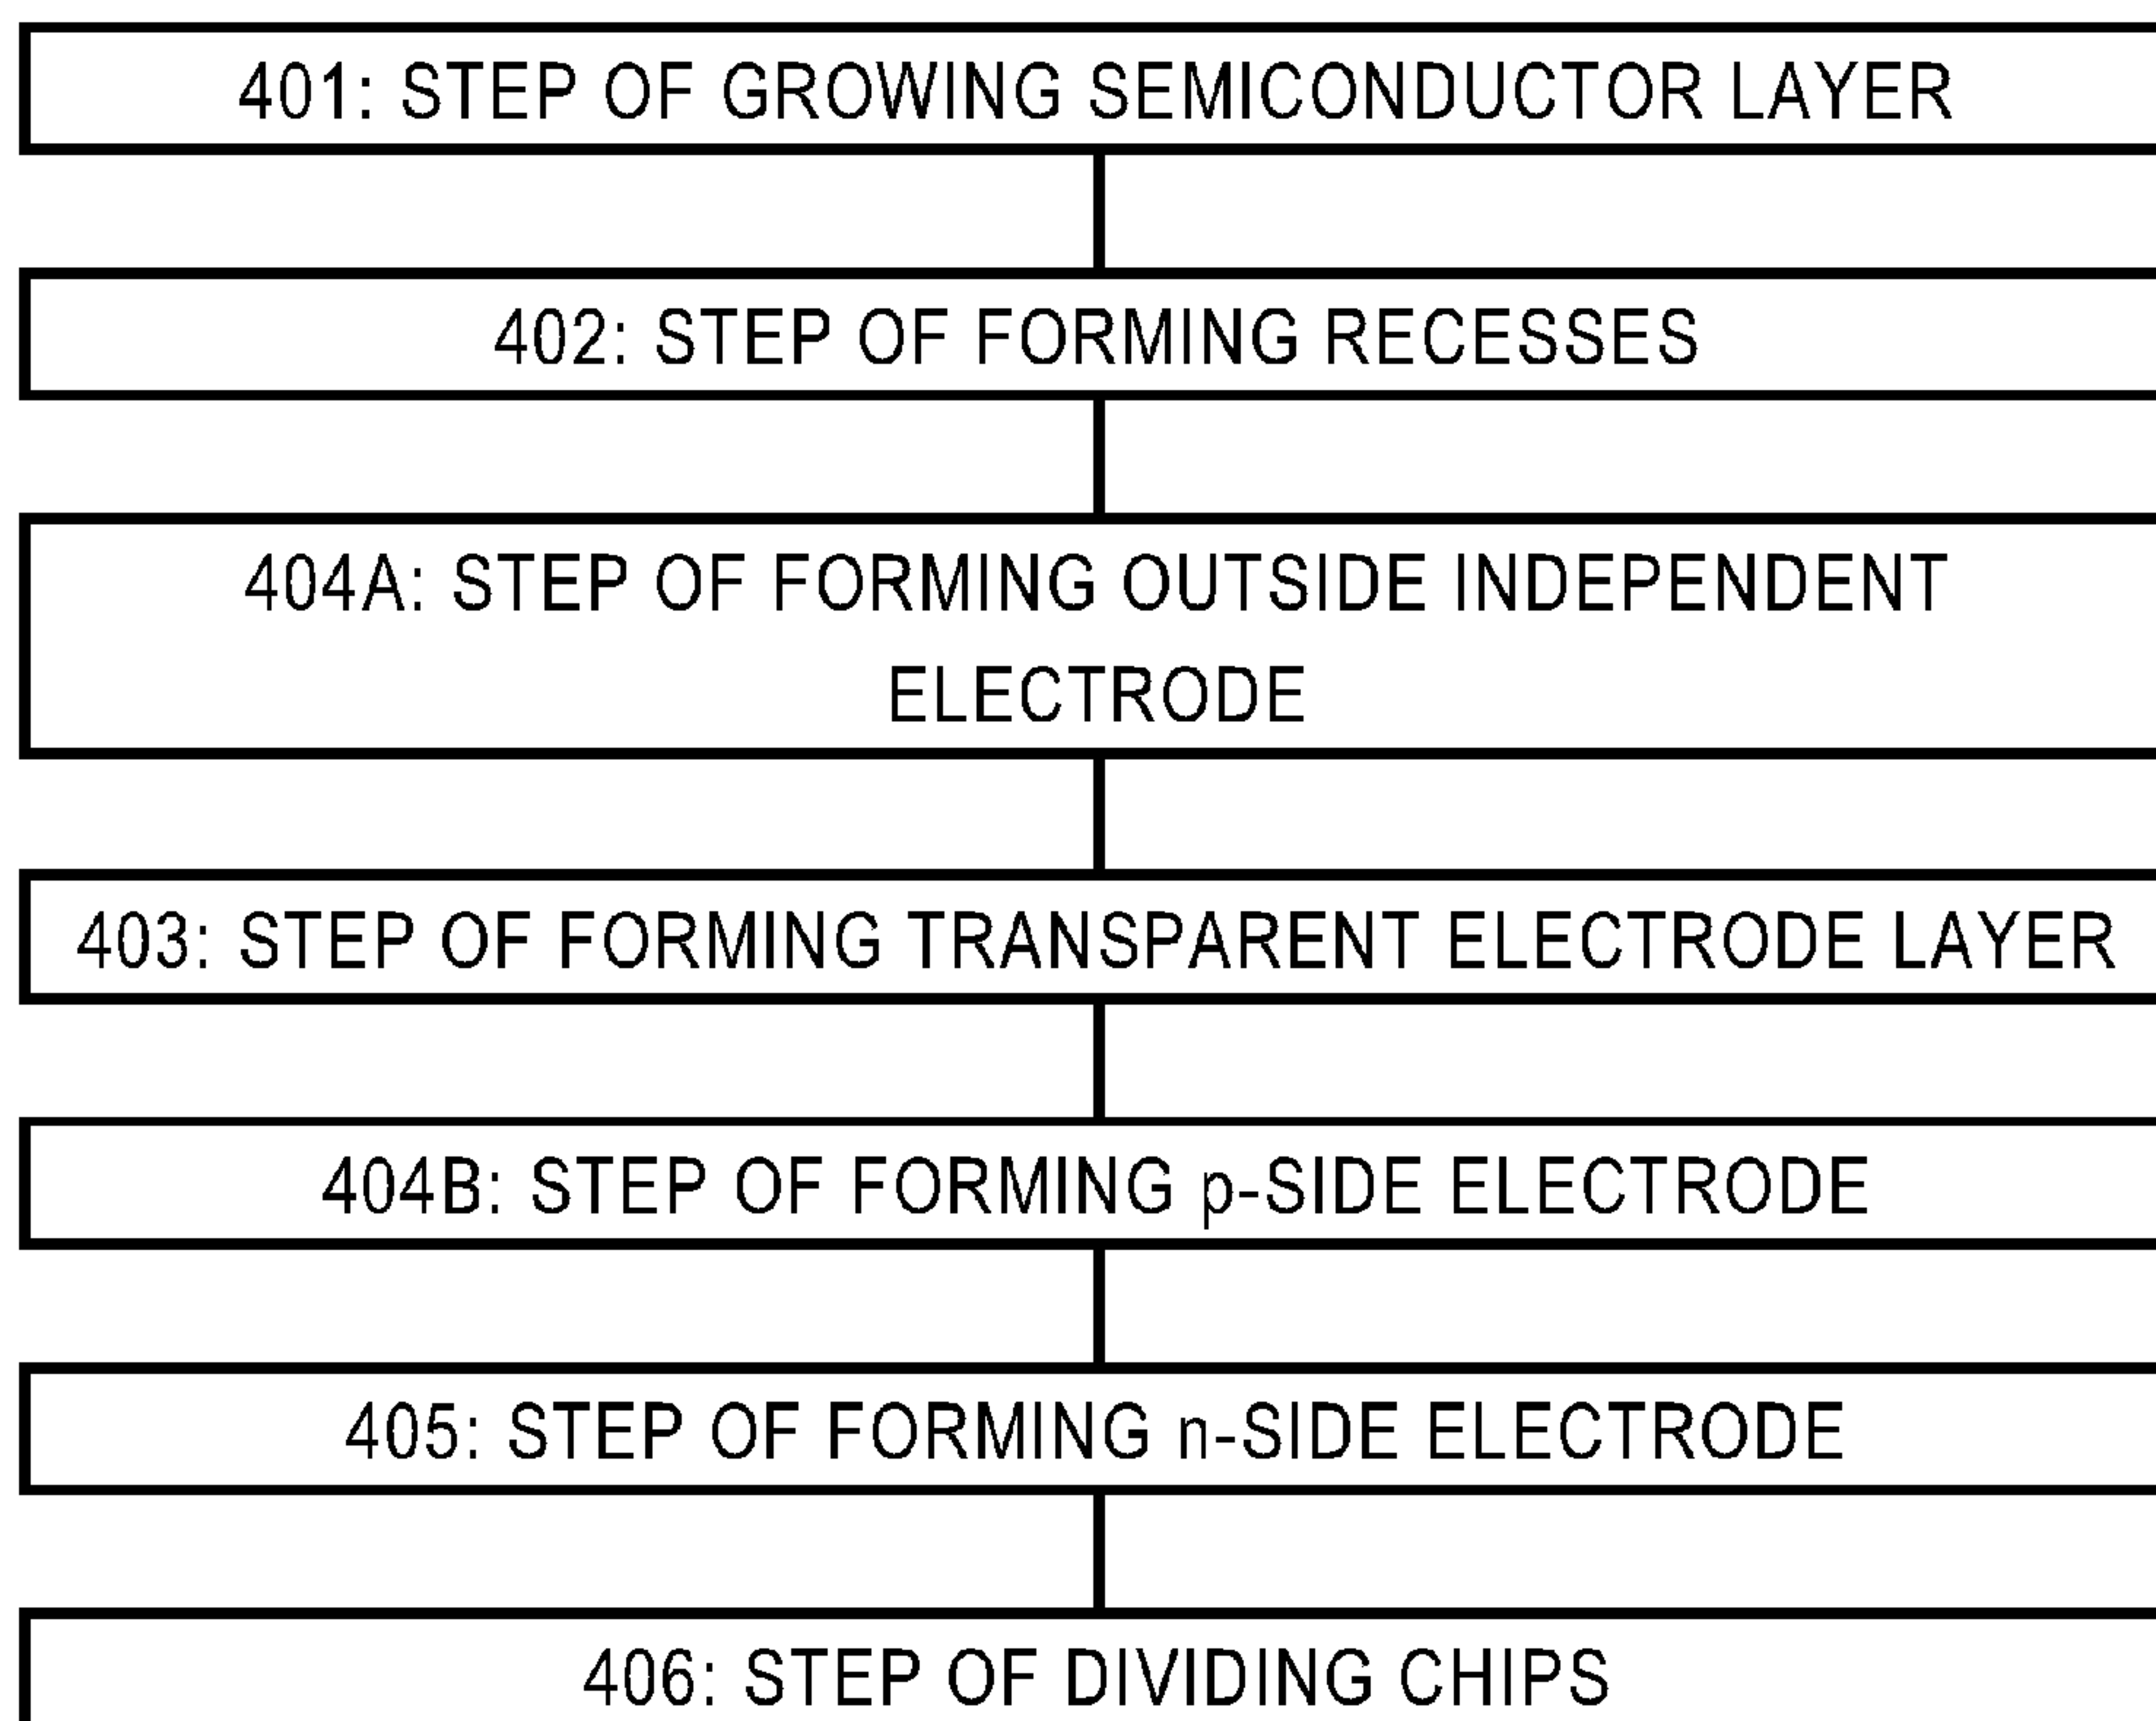 401: STEP OF GROWING SEMICONDUCTOR LAYER
402: STEP OF FORMING RECESSES
404A: STEP OF FORMING OUTSIDE INDEPENDENT
ELECTRODE
403: STEP OF FORMING TRANSPARENT ELECTRODE LAYER
404B: STEP OF FORMING p-SIDE ELECTRODE
405: STEP OF FORMING n-SIDE ELECTRODE
406: STEP OF DIVIDING CHIPS